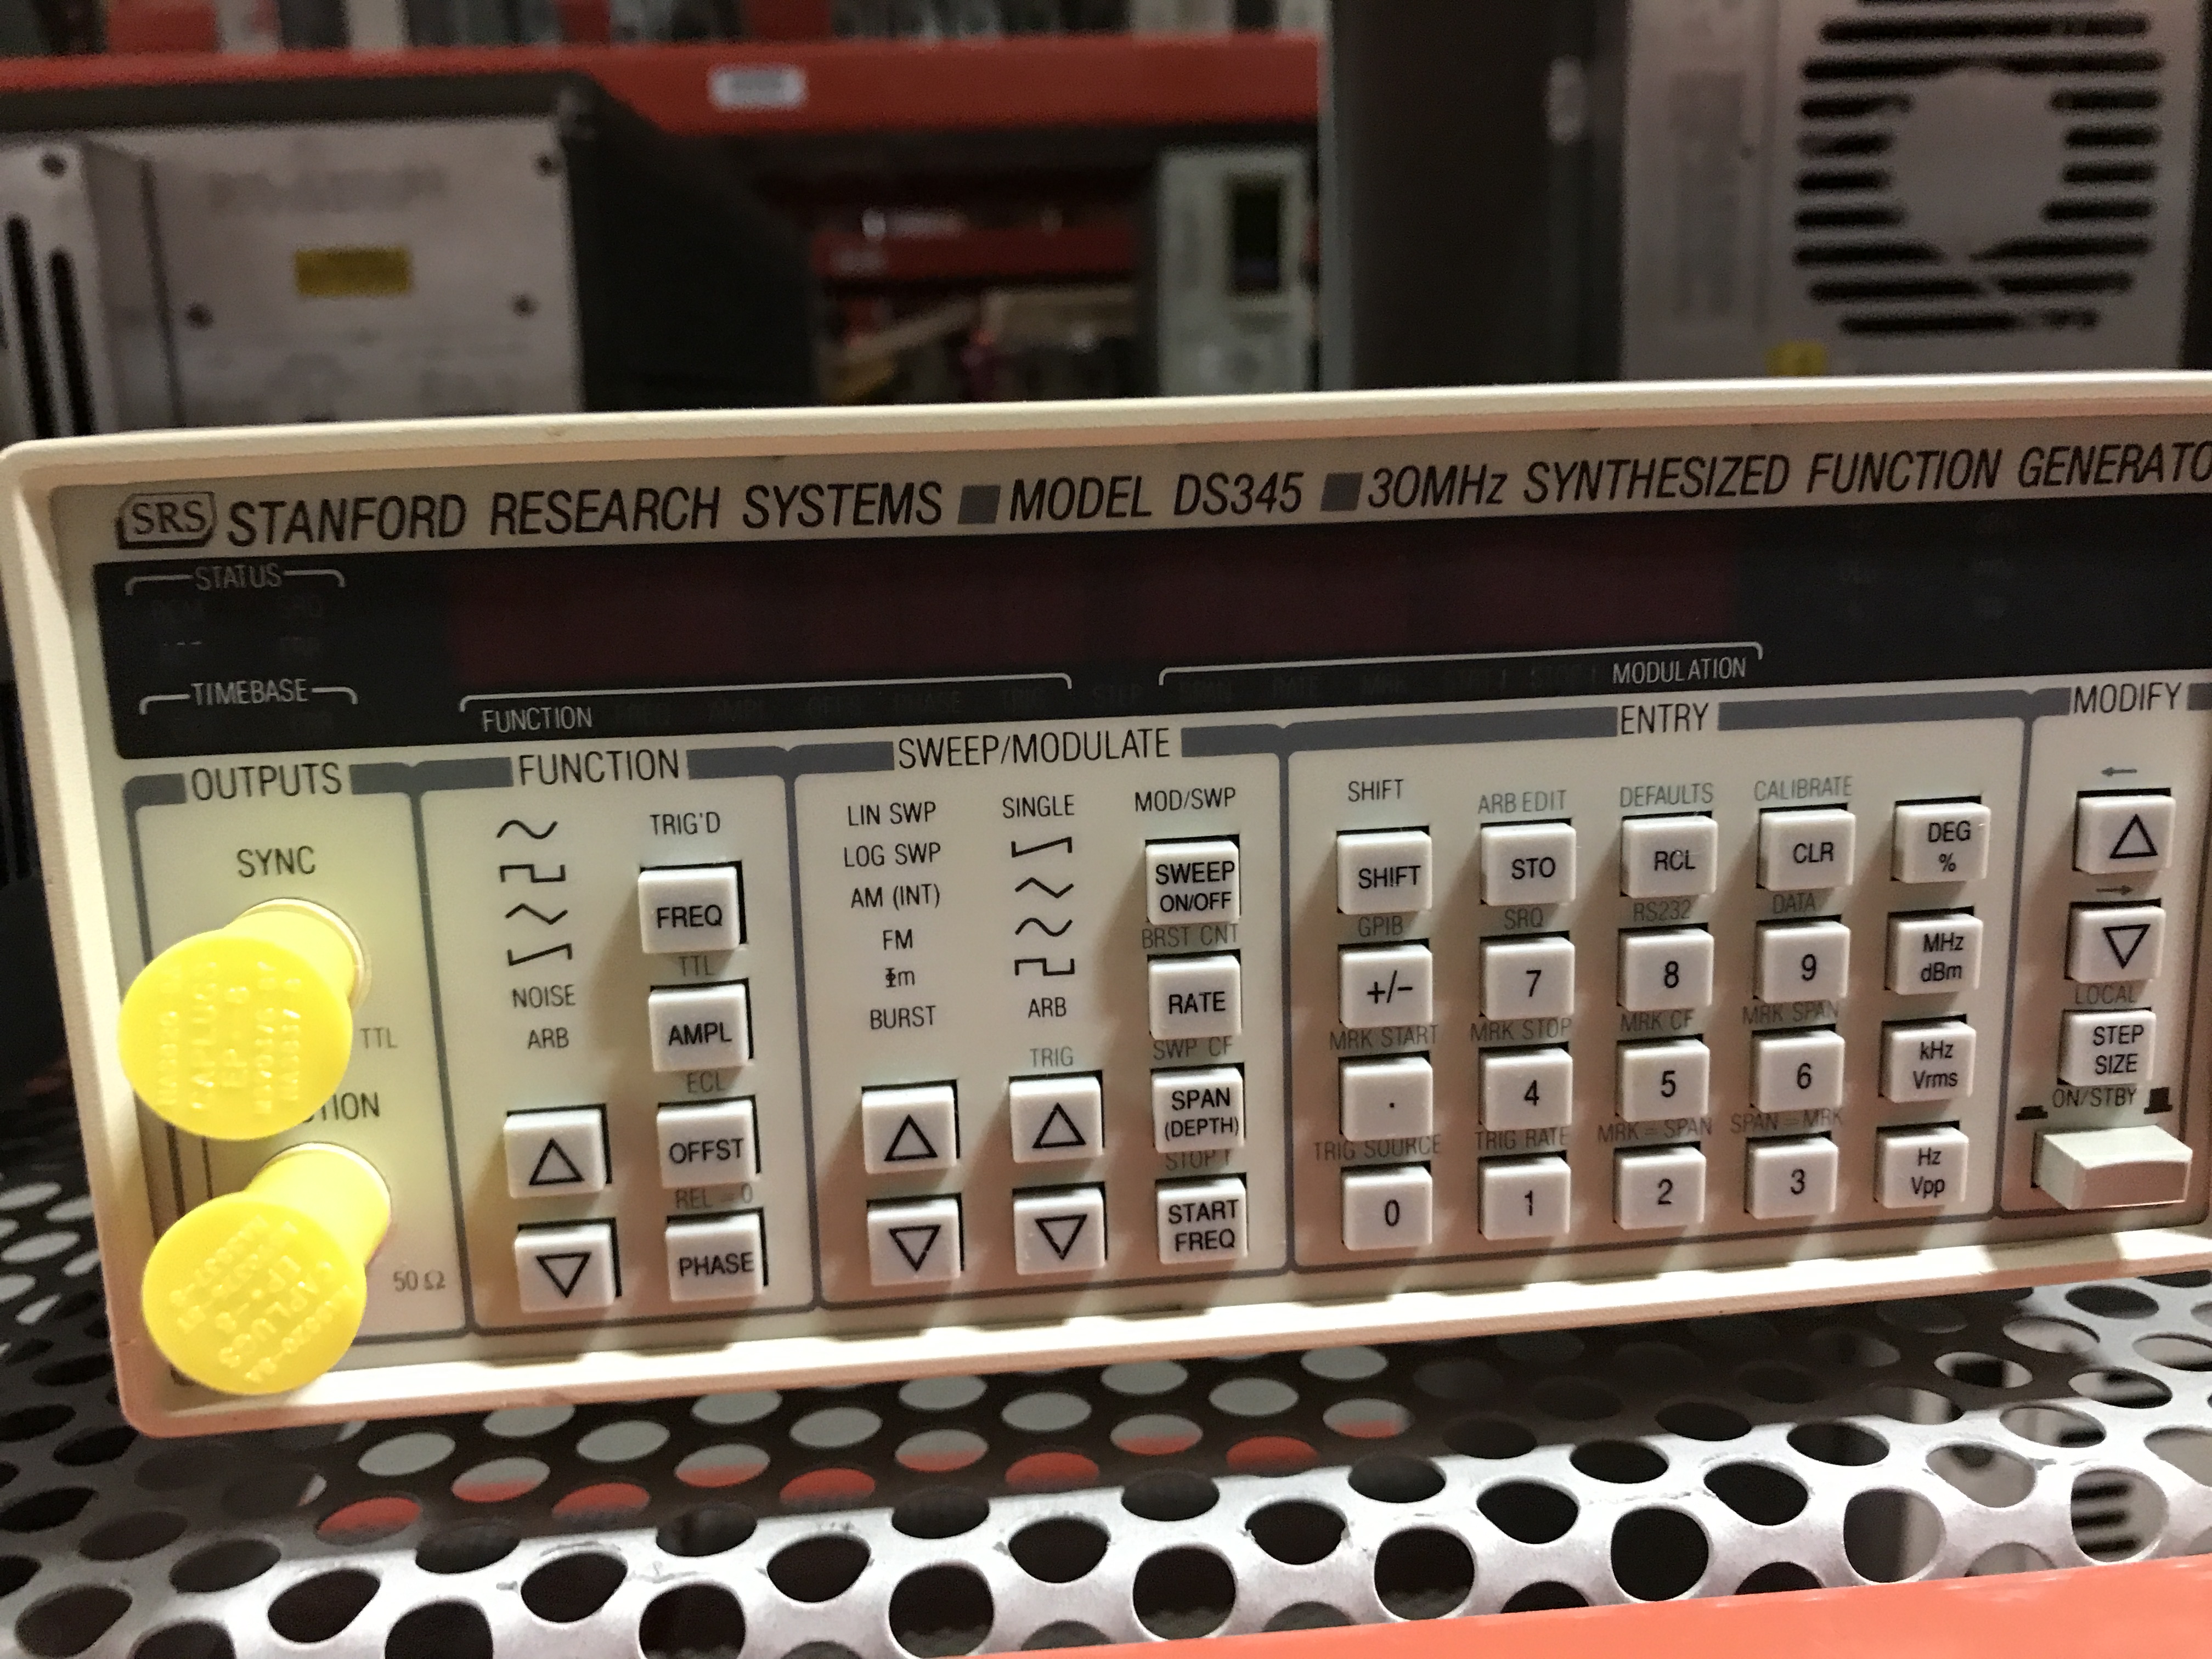 SRS STANFORD RESEARCH SYSTEMS MODEL DS345 30MHz SYNTHESIZED FUNCTION GENERATO
STATUS
TIMEBASE
FUNCTION
MODULATION
OUTPUTS
SYNC
TTL
TION
50 Ω
FUNCTION
TRIG'D
NOISE
ARB
FREQ
TTL
AMPL
ECL
OFFST
REL = 0
PHASE
SWEEP/MODULATE
LIN SWP
LOG SWP
AM (INT)
FM
Φm
BURST
SINGLE
ARB
TRIG
MOD/SWP
SWEEP
ON/OFF
BRST CNT
RATE
SWP CF
SPAN
(DEPTH)
STOP f
START
FREQ
ENTRY
SHIFT ARB EDIT DEFAULTS CALIBRATE
SHIFT STO RCL CLR DEG
%
GPIB SRQ RS232 DATA
+/- 7 8 9 MHz
dBm
MRK START MRK STOP MRK CF MRK SPAN
. 4 5 6 kHz
Vrms
TRIG SOURCE TRIG RATE MRK = SPAN SPAN = MRK
0 1 2 3 Hz
Vpp
MODIFY
←
→
LOCAL
STEP
SIZE
ON/STBY
CAPLUGS
CAPLUGS